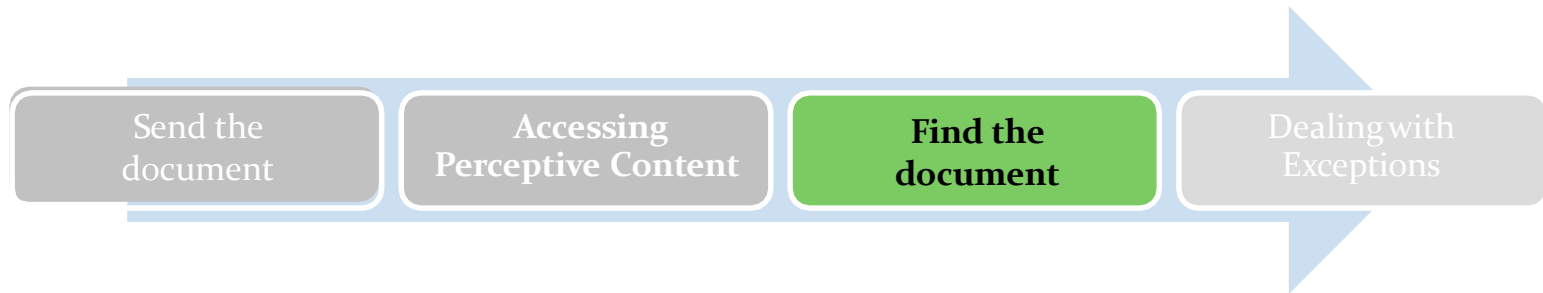 Send the
document
Accessing
Perceptive Content
Find the
document
Dealing with
Exceptions